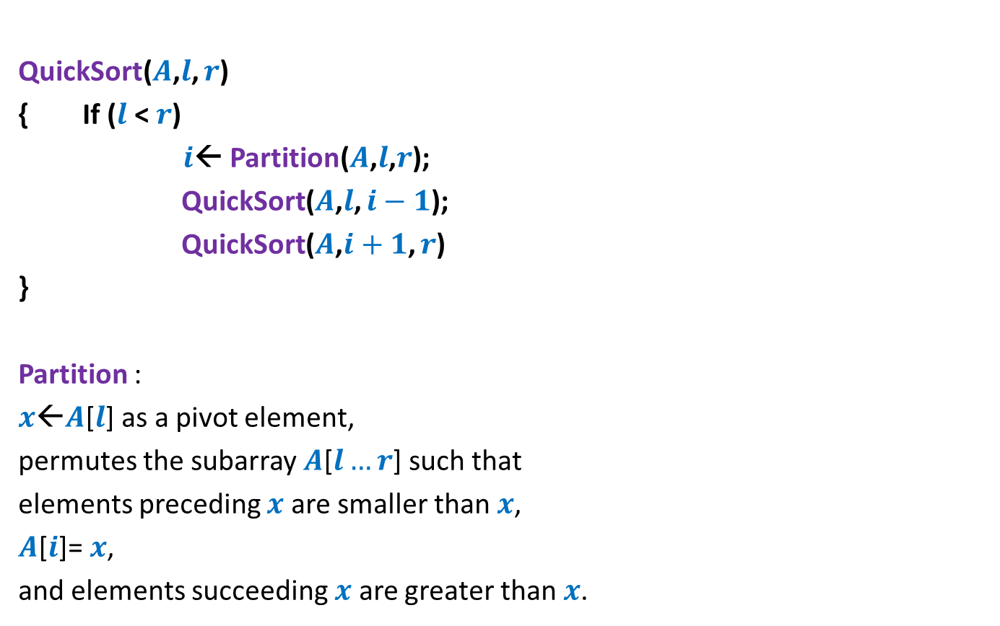 QuickSort(A,l, r)
{ If (l < r)
i← Partition(A,l,r);
QuickSort(A,l, i − 1);
QuickSort(A,i + 1, r)
}
Partition :
x←A[l] as a pivot element,
permutes the subarray A[l … r] such that
elements preceding x are smaller than x,
A[i]= x,
and elements succeeding x are greater than x.